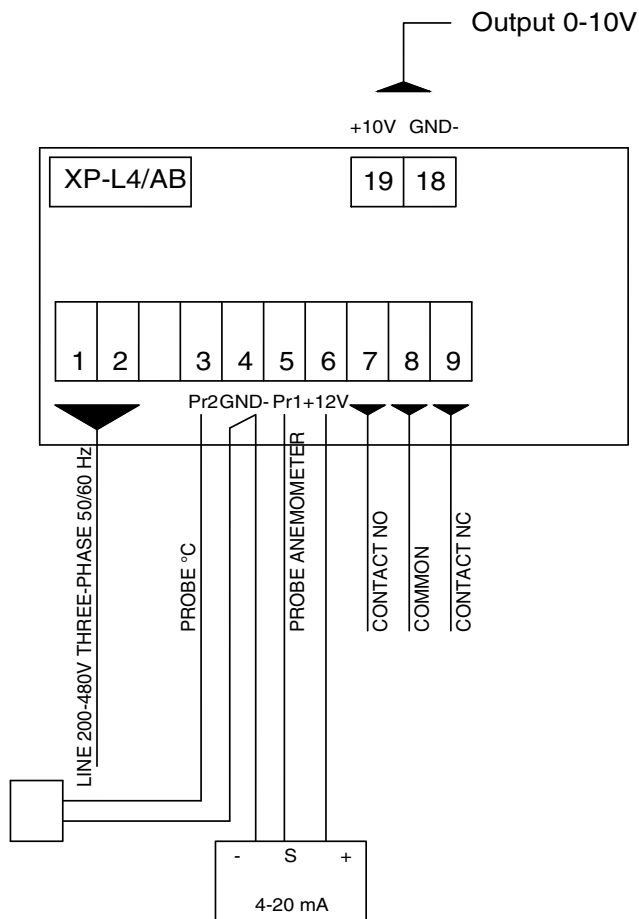 Output 0-10V
+10V GND-
XP-L4/AB
19 18
1 2 3 4 5 6 7 8 9
Pr2GND- Pr1+12V
LINE 200-480V THREE-PHASE 50/60 Hz
PROBE °C
PROBE ANEMOMETER
CONTACT NO
COMMON
CONTACT NC
- S +
4-20 mA